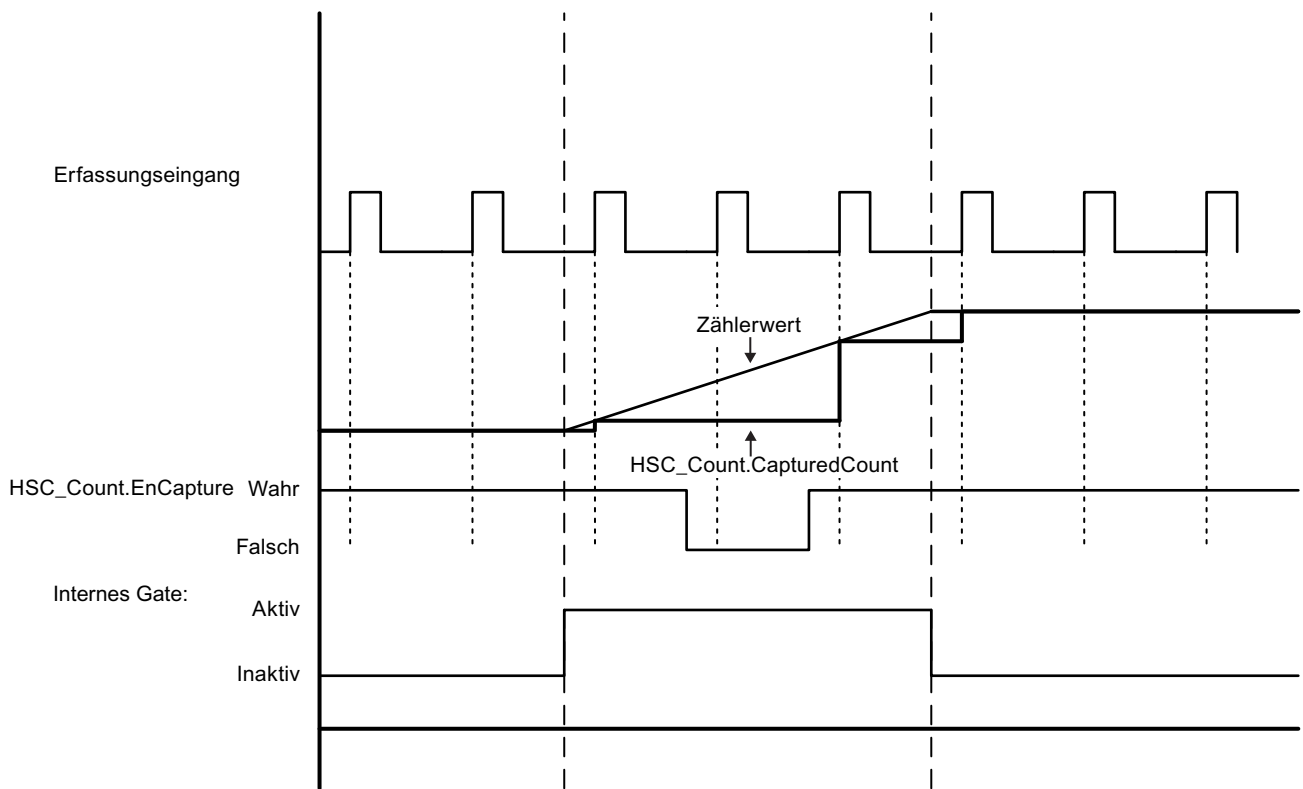 Erfassungseingang
Zählerwert
HSC_Count.CapturedCount
HSC_Count.EnCapture Wahr
Falsch
Internes Gate:
Aktiv
Inaktiv